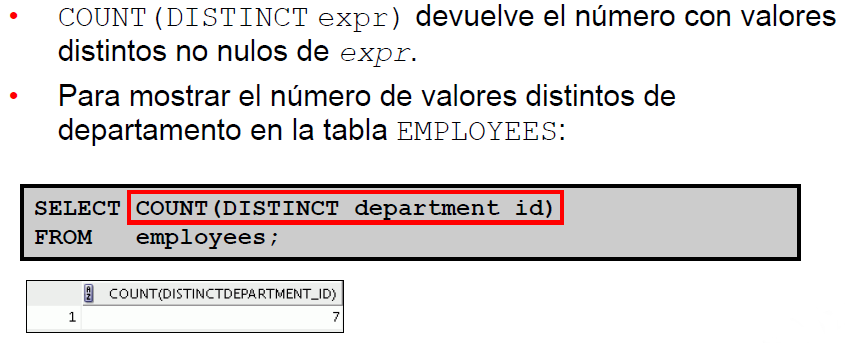 • COUNT(DISTINCT expr) devuelve el número con valores
distintos no nulos de expr.
• Para mostrar el número de valores distintos de
departamento en la tabla EMPLOYEES:
SELECT COUNT(DISTINCT department id)
FROM employees;
COUNT(DISTINCTDEPARTMENT_ID)
1 7